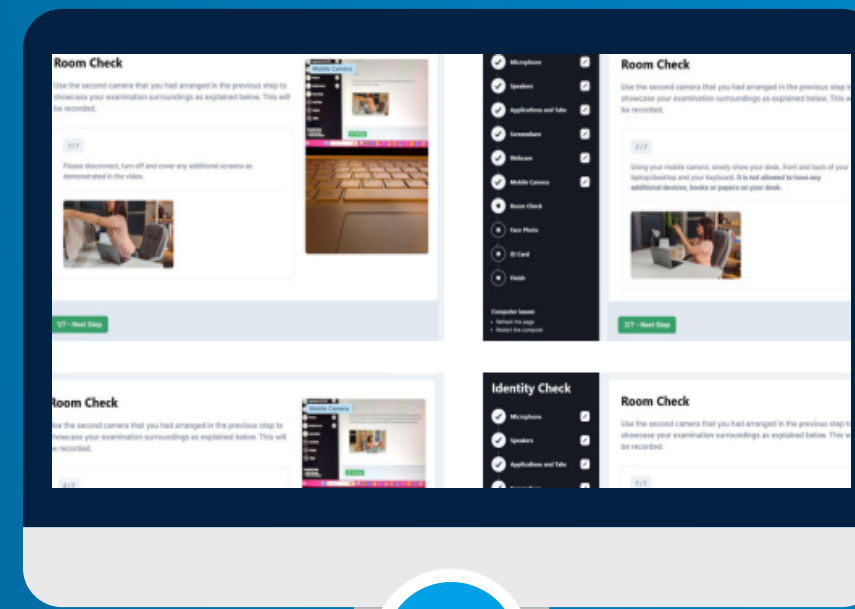 Room Check
Use the second camera that you had arranged in the previous step to
showcase your examination surroundings as explained below. This will
be recorded.
1/7
Please disconnect, turn off and cover any additional screens as
demonstrated in the video.
Mobile Camera
1/7 - Next Step
Microphone
Speakers
Applications and Tabs
Screenshare
Webcam
Mobile Camera
Room Check
Face Photo
ID Card
Finish
Computer issues:
• Refresh the page
• Restart the computer
Room Check
Use the second camera that you had arranged in the previous step
showcase your examination surroundings as explained below. This
be recorded.
2/7
Using your mobile camera, slowly show your desk, front and back of your
laptop/desktop and your keyboard. It is not allowed to have any
additional devices, books or papers on your desk.
2/7 - Next Step
Room Check
the second camera that you had arranged in the previous step to
showcase your examination surroundings as explained below. This will
be recorded.
Mobile Camera
Identity Check
Microphone
Speakers
Applications and Tabs
Room Check
Use the second camera that you had arranged in the previous step
showcase your examination surroundings as explained below. This
be recorded.
7/7